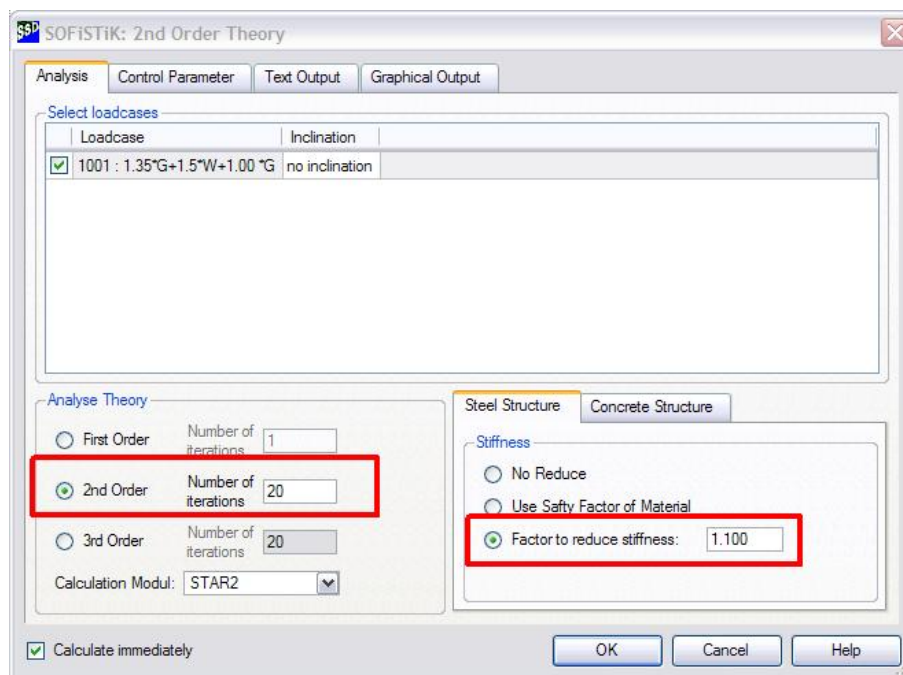 SSD SOFiSTiK: 2nd Order Theory
Analysis Control Parameter Text Output Graphical Output
Select loadcases
Loadcase Inclination
1001 : 1.35*G+1.5*W+1.00 *G no inclination
Analyse Theory
First Order Number of iterations 1
2nd Order Number of iterations 20
3rd Order Number of iterations 20
Calculation Modul: STAR2
Steel Structure Concrete Structure
Stiffness
No Reduce
Use Safty Factor of Material
Factor to reduce stiffness: 1.100
Calculate immediately
OK Cancel Help